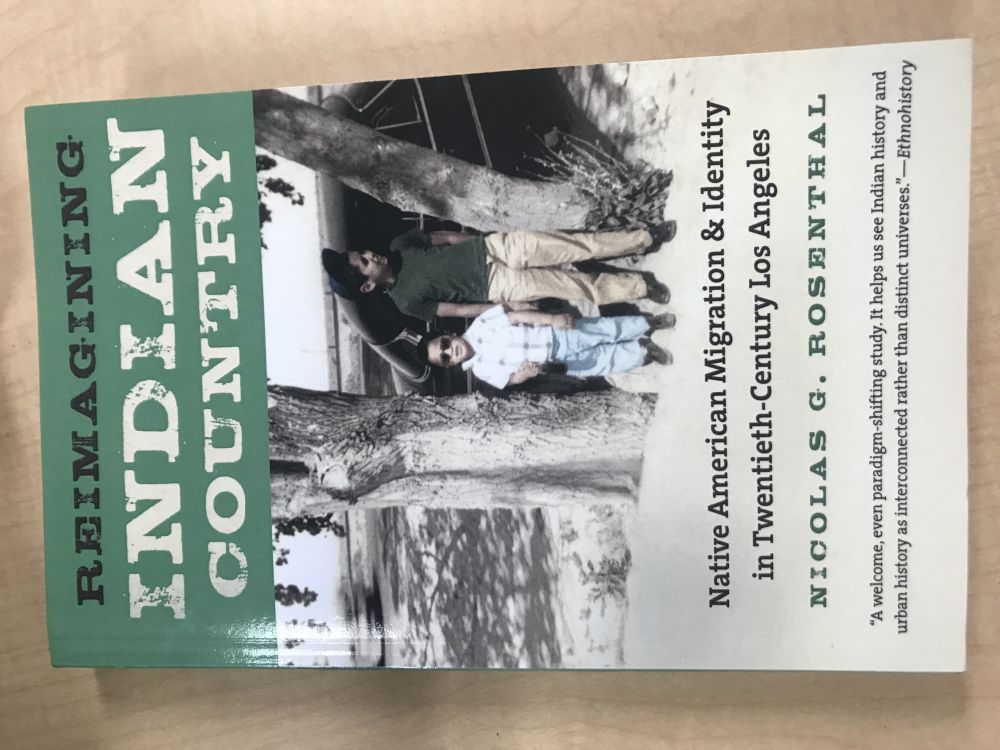 REIMAGINING
INDIAN
COUNTRY
Native American Migration & Identity
in Twentieth-Century Los Angeles
NICOLAS G. ROSENTHAL
"A welcome, even paradigm-shifting study. It helps us see Indian history and
urban history as interconnected rather than distinct universes."—Ethnohistory